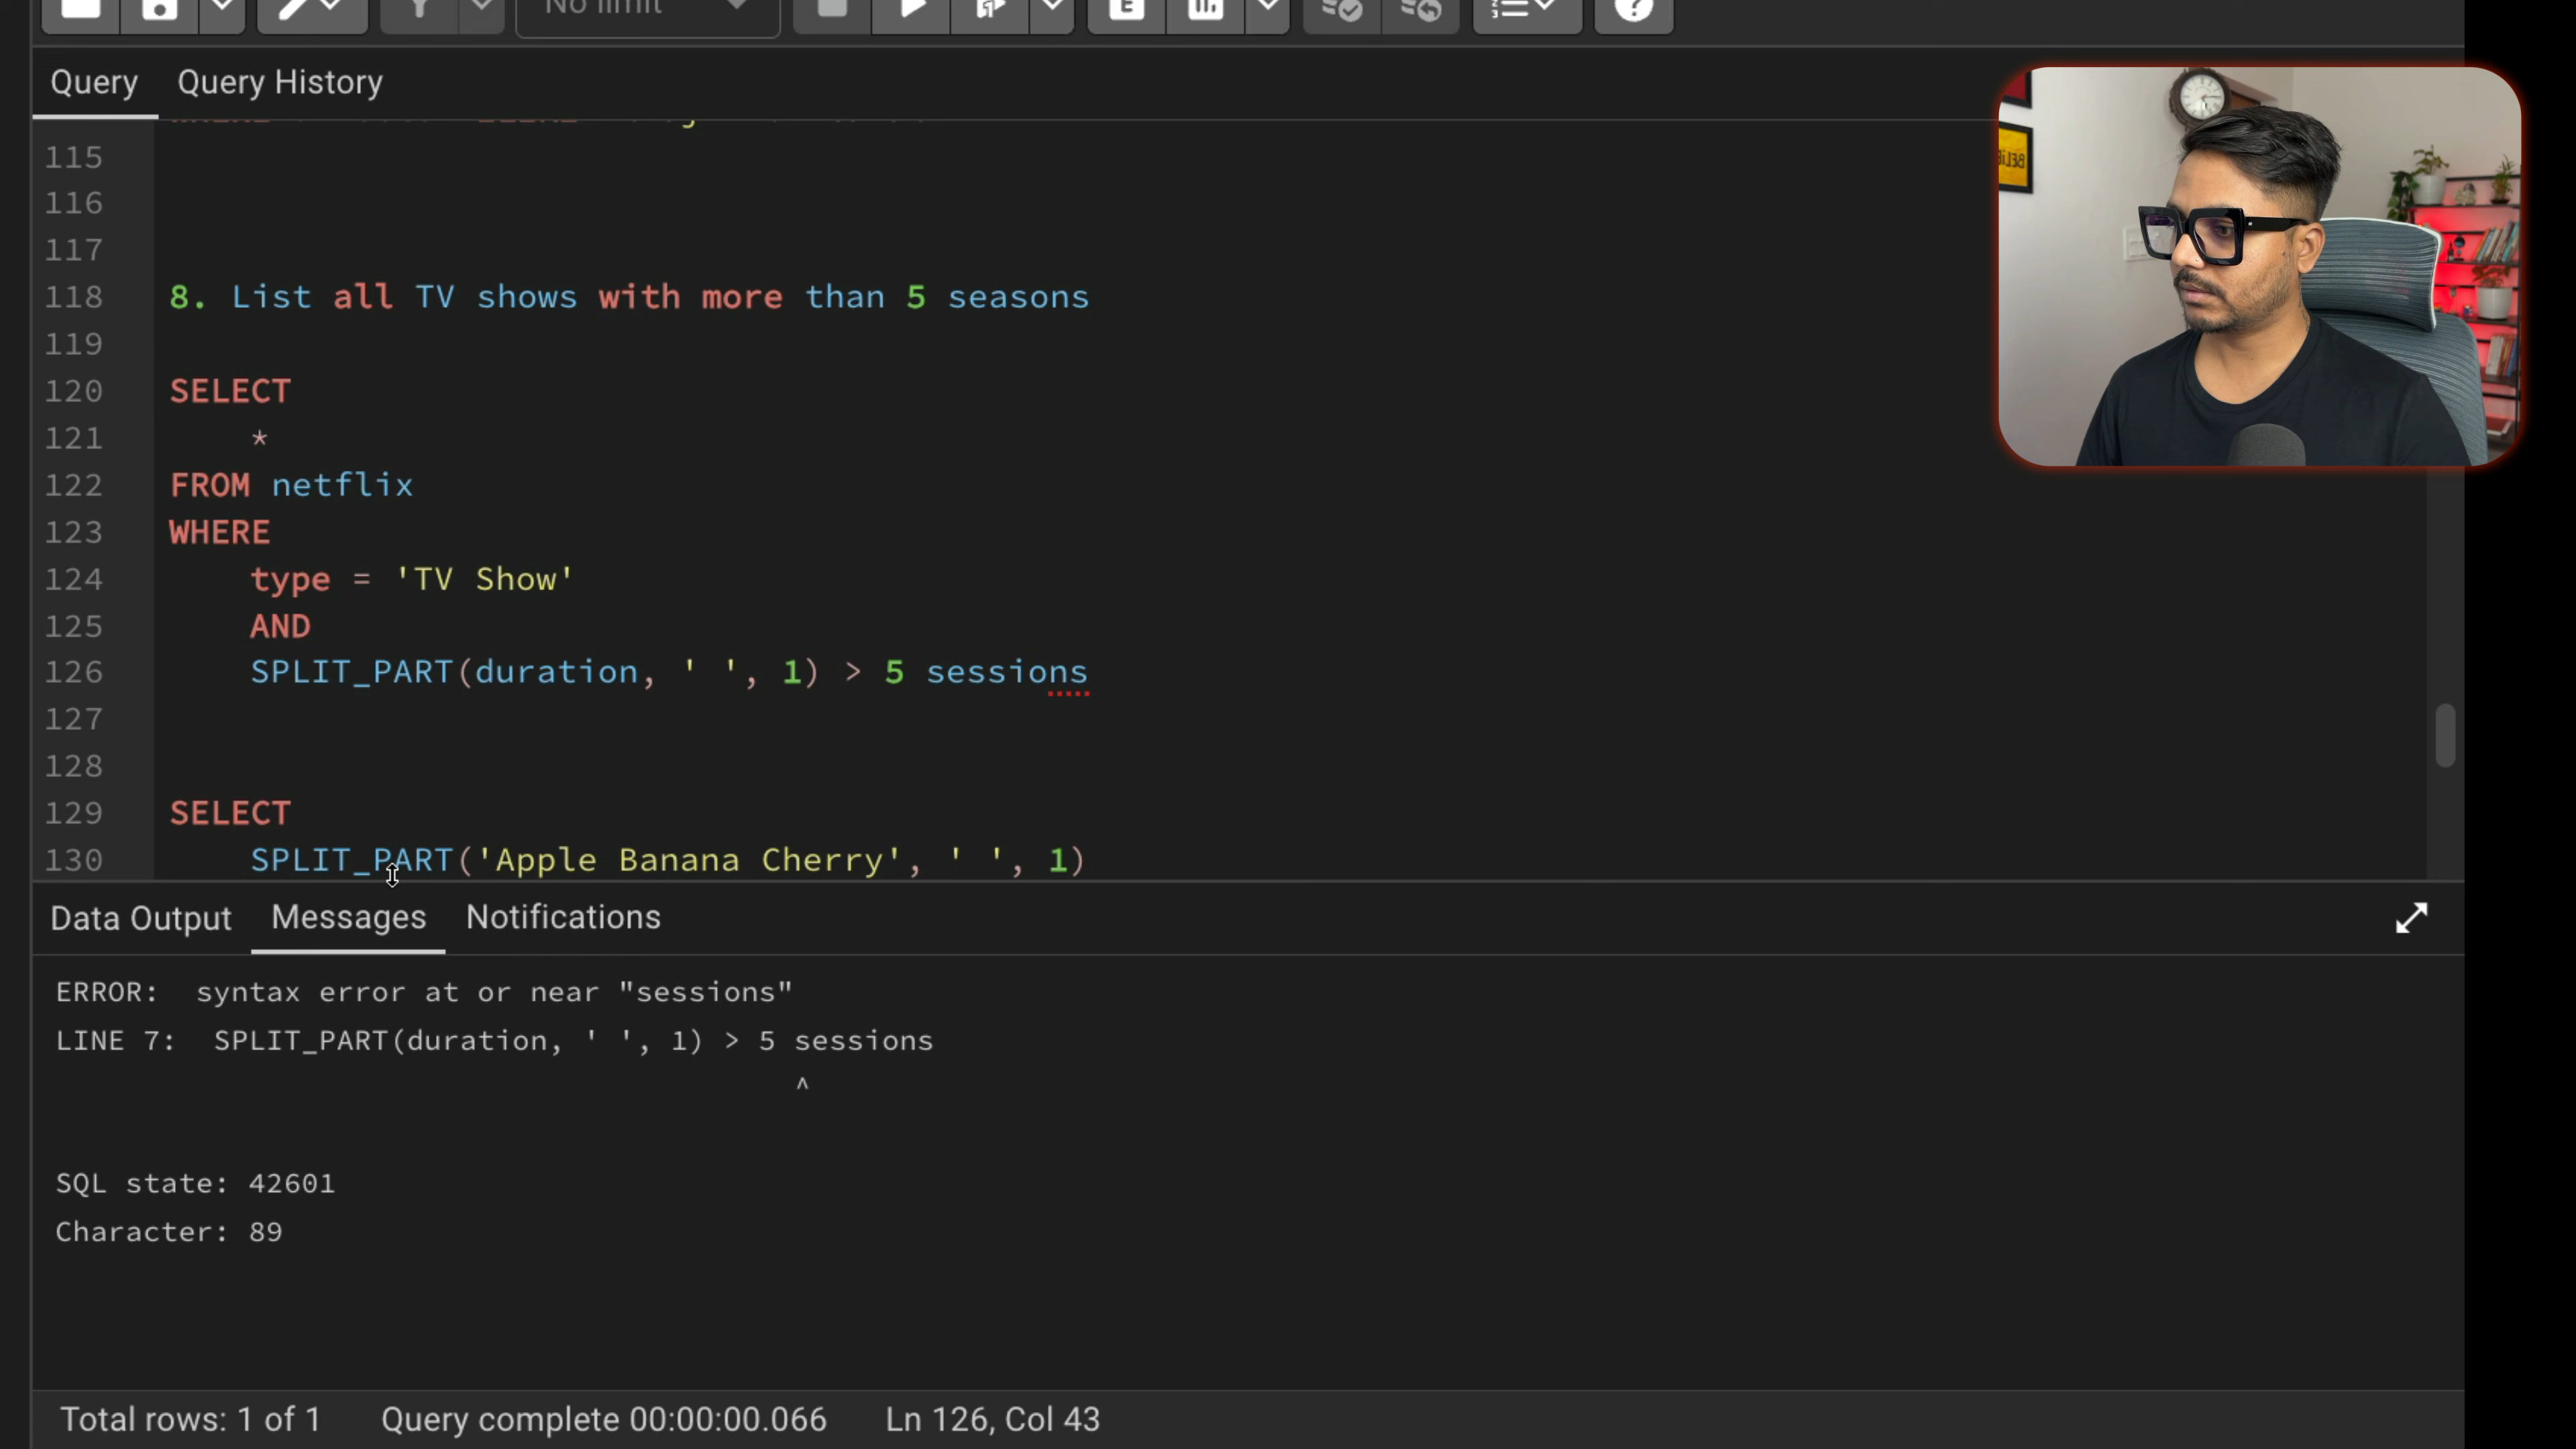 No limit
Query Query History
115
116
117
118 8. List all TV shows with more than 5 seasons
119
120 SELECT
121 *
122 FROM netflix
123 WHERE
124 type = 'TV Show'
125 AND
126 SPLIT_PART(duration, ' ', 1) > 5 sessions
127
128
129 SELECT
130 SPLIT_PART('Apple Banana Cherry', ' ', 1)
Data Output Messages Notifications
ERROR: syntax error at or near "sessions"
LINE 7: SPLIT_PART(duration, ' ', 1) > 5 sessions
^
SQL state: 42601
Character: 89
Total rows: 1 of 1 Query complete 00:00:00.066 Ln 126, Col 43